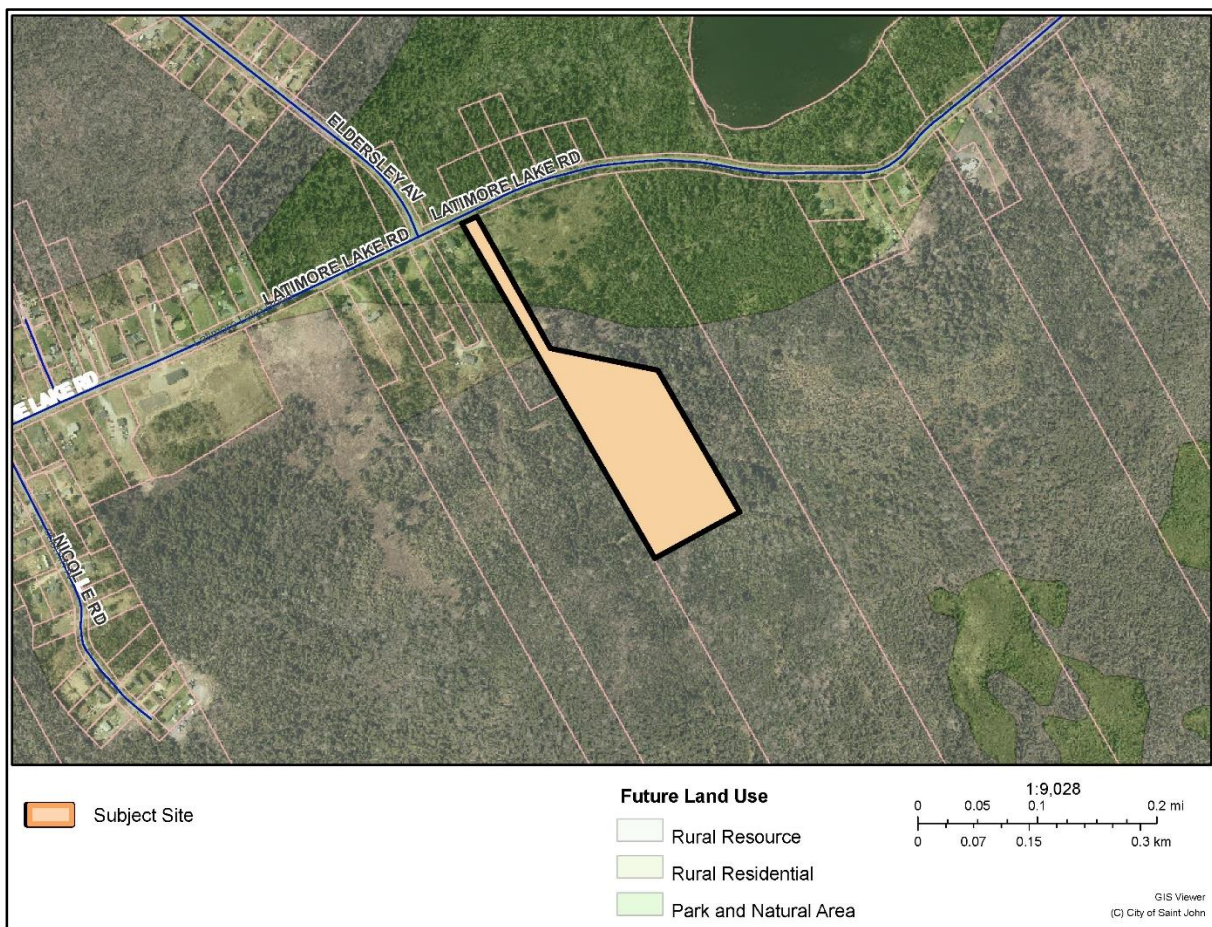 ELDERSLEY AV
LATIMORE LAKE RD
LATIMORE LAKE RD
E LAKE RD
NICOLLE RD
Subject Site
Future Land Use
Rural Resource
Rural Residential
Park and Natural Area
1:9,028
0 0.05 0.1 0.2 mi
0 0.07 0.15 0.3 km
GIS Viewer
(C) City of Saint John